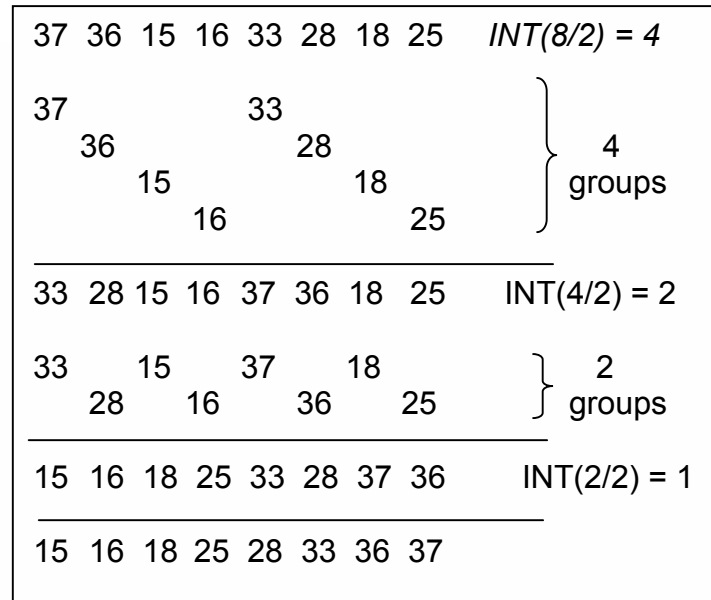 37 36 15 16 33 28 18 25 INT(8/2) = 4
37 33
36 28 4
15 18 groups
16 25
33 28 15 16 37 36 18 25 INT(4/2) = 2
33 15 37 18 2
28 16 36 25 groups
15 16 18 25 33 28 37 36 INT(2/2) = 1
15 16 18 25 28 33 36 37